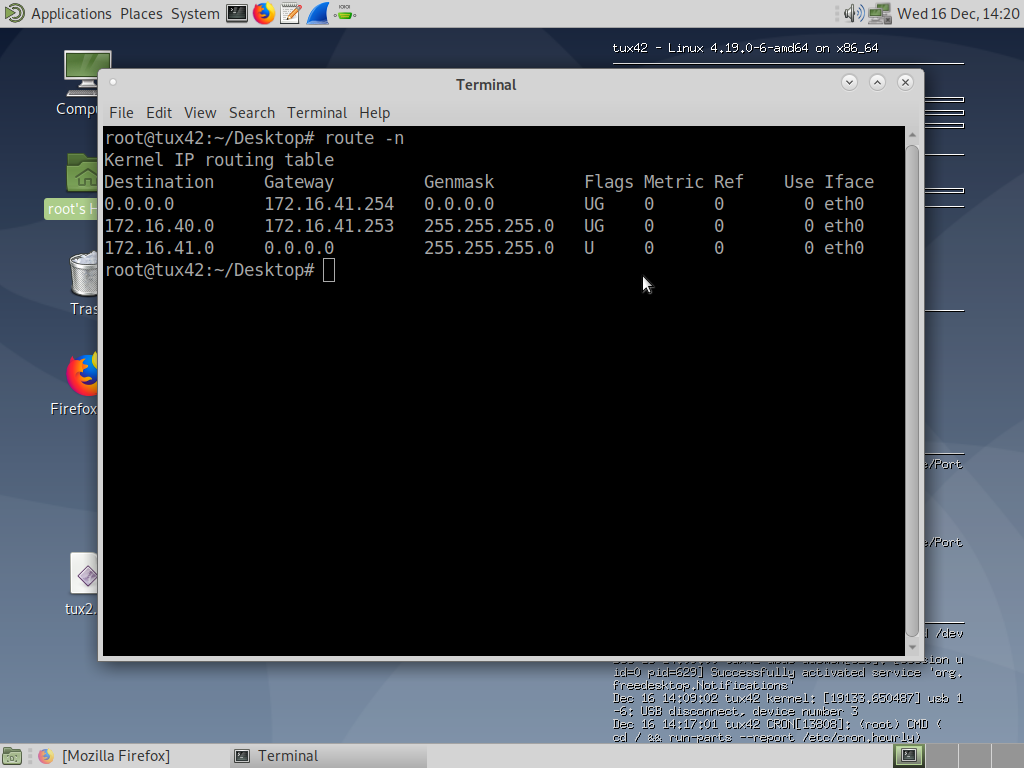 Applications Places System Wed 16 Dec, 14:20
tux42 - Linux 4.19.0-6-amd64 on x86_64
Terminal
File Edit View Search Terminal Help
root@tux42:~/Desktop# route -n
Kernel IP routing table
Destination Gateway Genmask Flags Metric Ref Use Iface
0.0.0.0 172.16.41.254 0.0.0.0 UG 0 0 0 eth0
172.16.40.0 172.16.41.253 255.255.255.0 UG 0 0 0 eth0
172.16.41.0 0.0.0.0 255.255.255.0 U 0 0 0 eth0
root@tux42:~/Desktop#
Compu
root's H
Tras
Firefox
tux2.
e/Port
e/Port
/dev
id=0 pid=629] Successfully activated service 'org.
freedesktop.Notifications'
Dec 16 14:09:02 tux42 kernel: [19133.650487] usb 1
-6: USB disconnect, device number 3
Dec 16 14:17:01 tux42 CRON[13808]: (root) CMD (
cd / && run-parts --report /etc/cron.hourly)
[Mozilla Firefox] Terminal